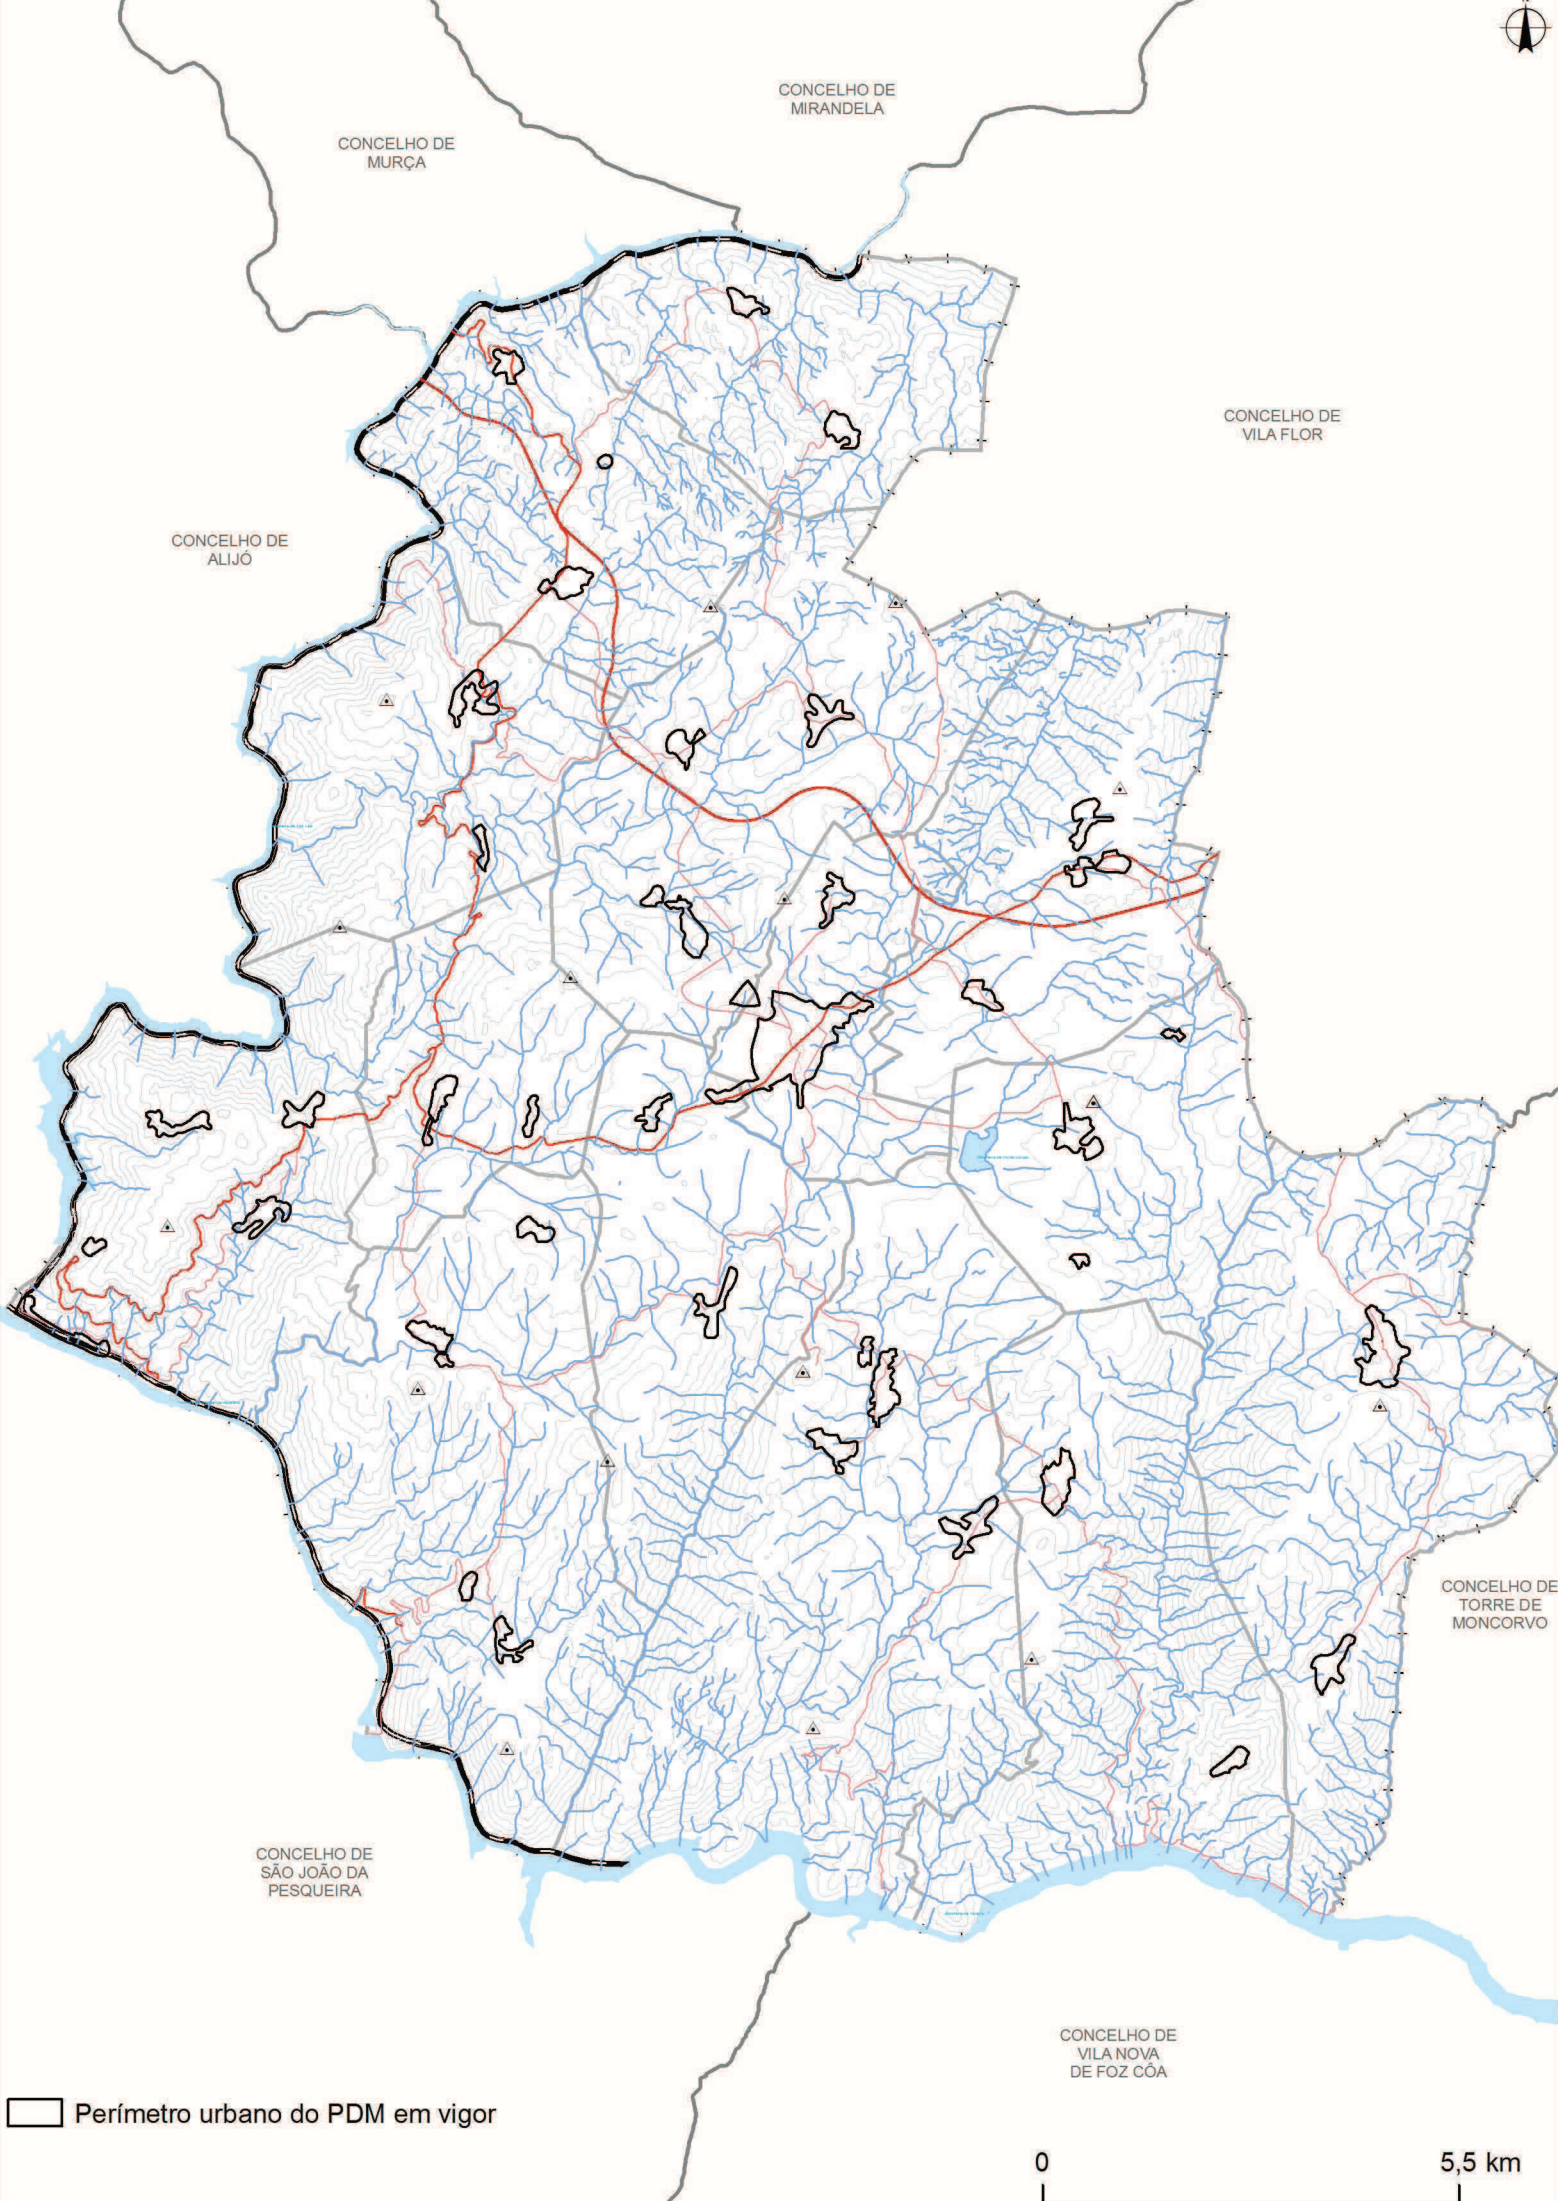 CONCELHO DE
MIRANDELA
CONCELHO DE
MURÇA
CONCELHO DE
VILA FLOR
CONCELHO DE
ALIJÓ
CONCELHO DE
TORRE DE
MONCORVO
CONCELHO DE
SÃO JOÃO DA
PESQUEIRA
CONCELHO DE
VILA NOVA
DE FOZ CÔA
Perímetro urbano do PDM em vigor
0 5,5 km